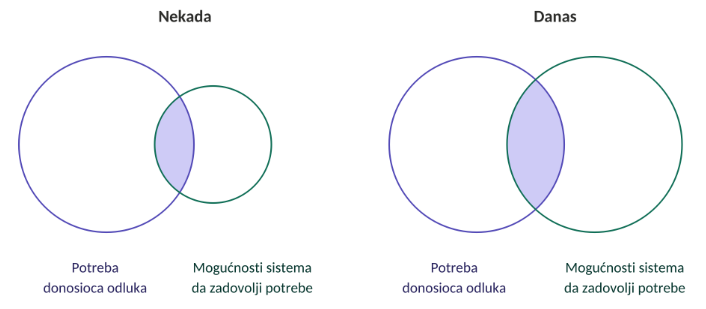 Nekada
Danas
Potreba
donosioca odluka
Mogućnosti sistema
da zadovolji potrebe
Potreba
donosioca odluka
Mogućnosti sistema
da zadovolji potrebe